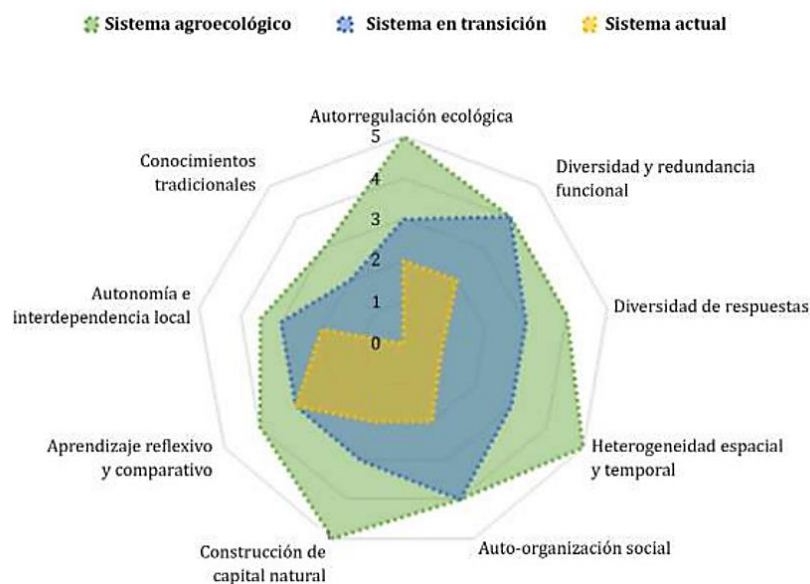 Sistema agroecológico Sistema en transición Sistema actual
Autorregulación ecológica
5
Conocimientos
tradicionales
Diversidad y redundancia
funcional
4
3
2
Autonomía e
interdependencia local
Diversidad de respuestas
1
0
Aprendizaje reflexivo
y comparativo
Heterogeneidad espacial
y temporal
Construcción de
capital natural
Auto-organización social